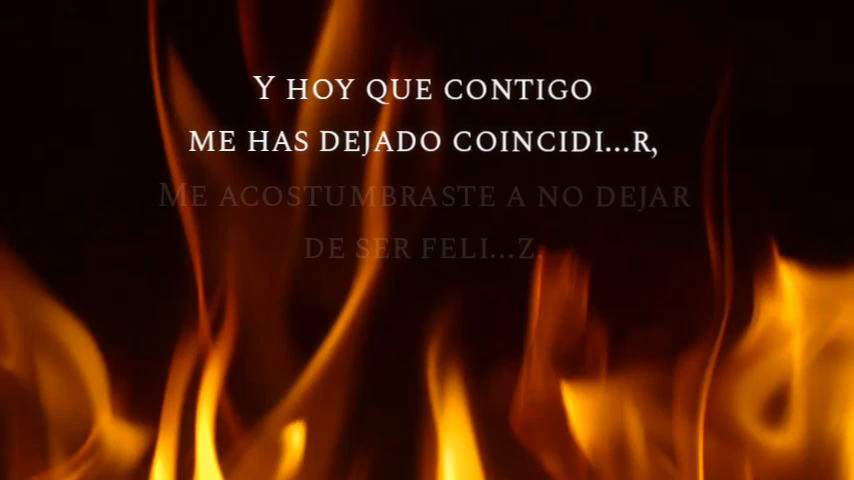 Y HOY QUE CONTIGO
ME HAS DEJADO COINCIDI...R,
ME ACOSTUMBRASTE A NO DEJAR
DE SER FELI...Z.